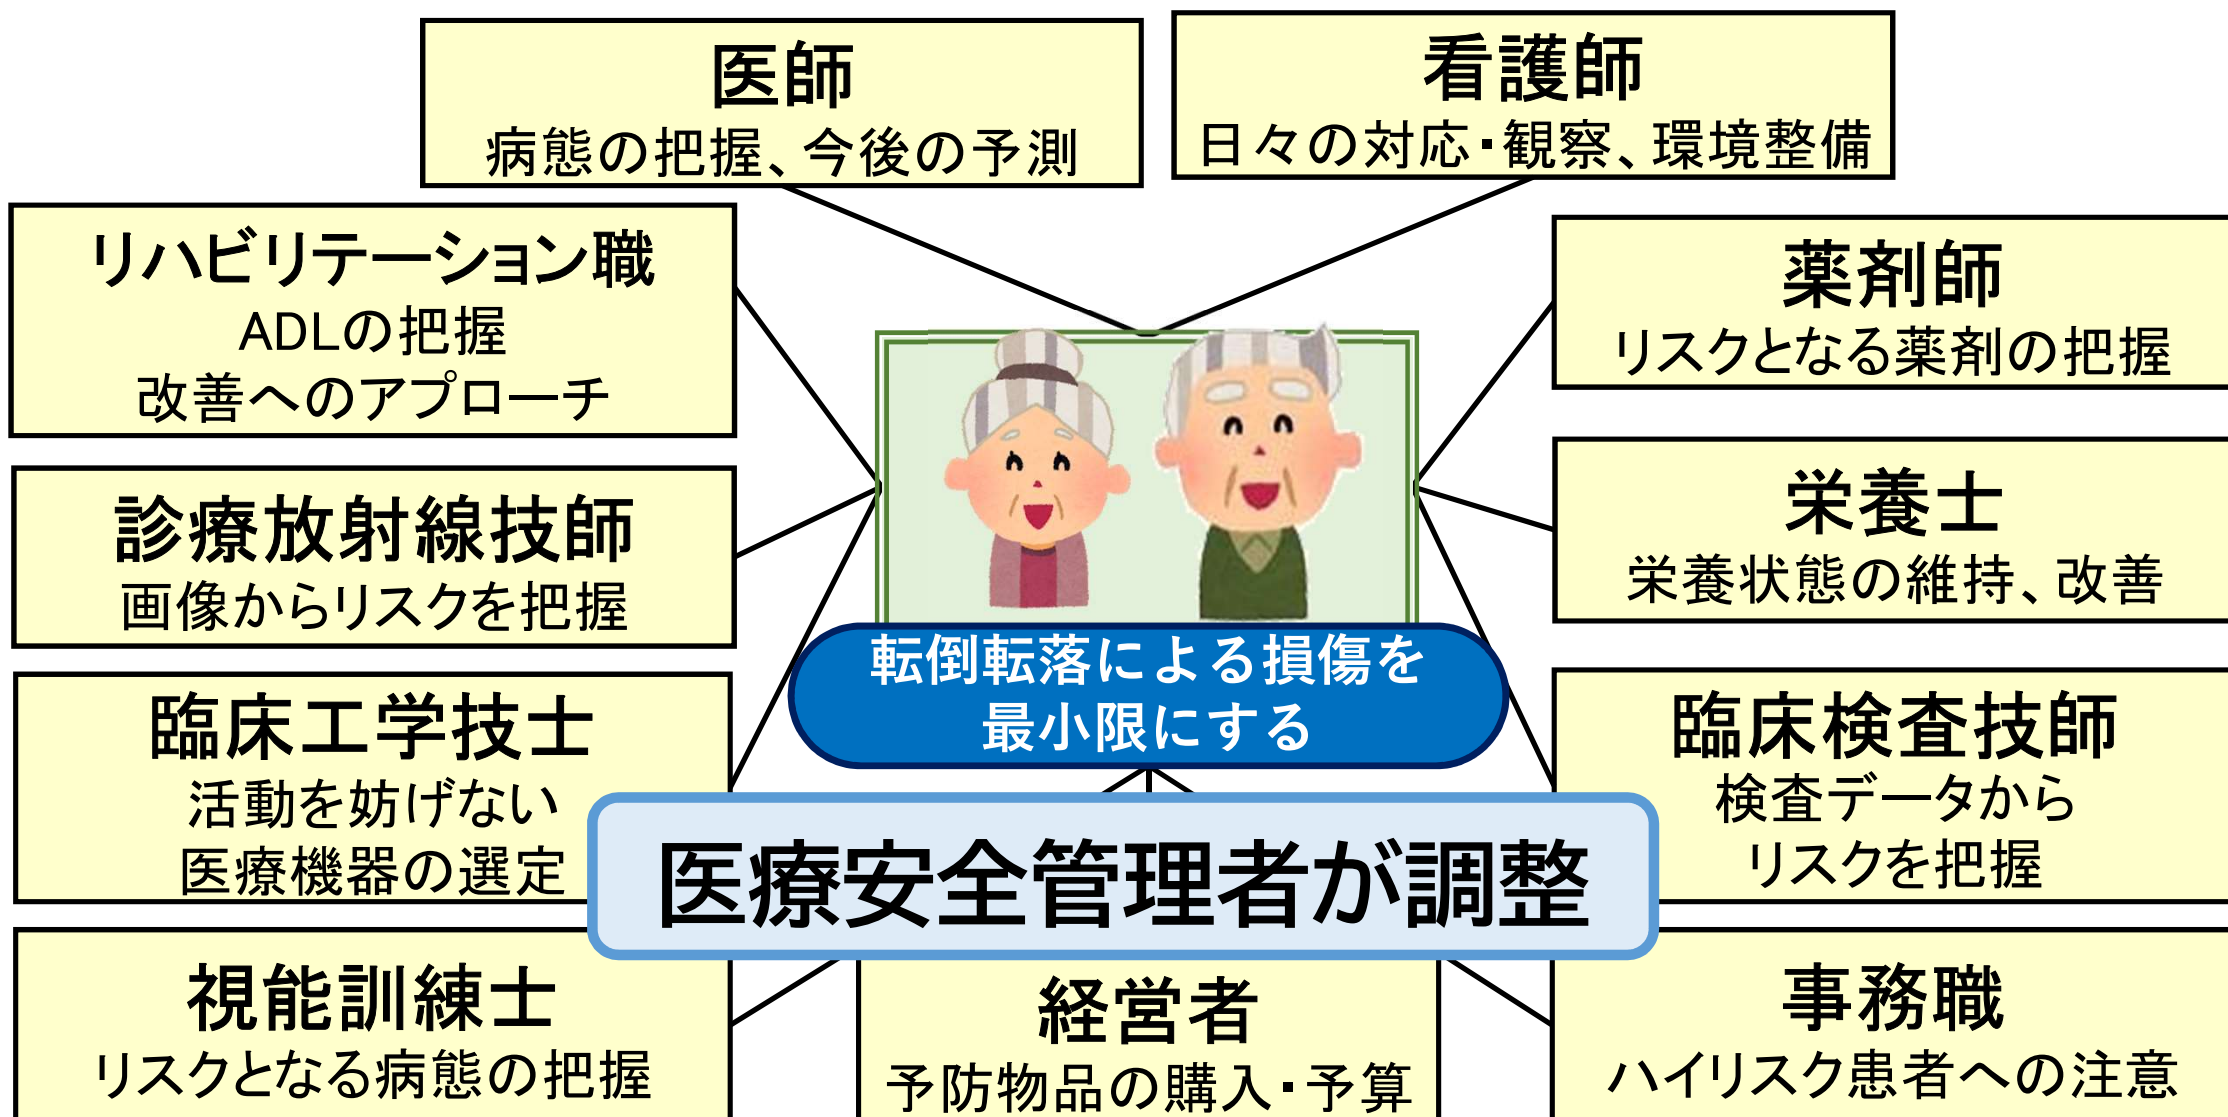 医師
病態の把握、今後の予測
看護師
日々の対応・観察、環境整備
リハビリテーション職
ADLの把握
改善へのアプローチ
薬剤師
リスクとなる薬剤の把握
診療放射線技師
画像からリスクを把握
栄養士
栄養状態の維持、改善
転倒転落による損傷を
最小限にする
臨床工学技士
活動を妨げない
医療機器の選定
臨床検査技師
検査データから
リスクを把握
医療安全管理者が調整
視能訓練士
リスクとなる病態の把握
経営者
予防物品の購入・予算
事務職
ハイリスク患者への注意